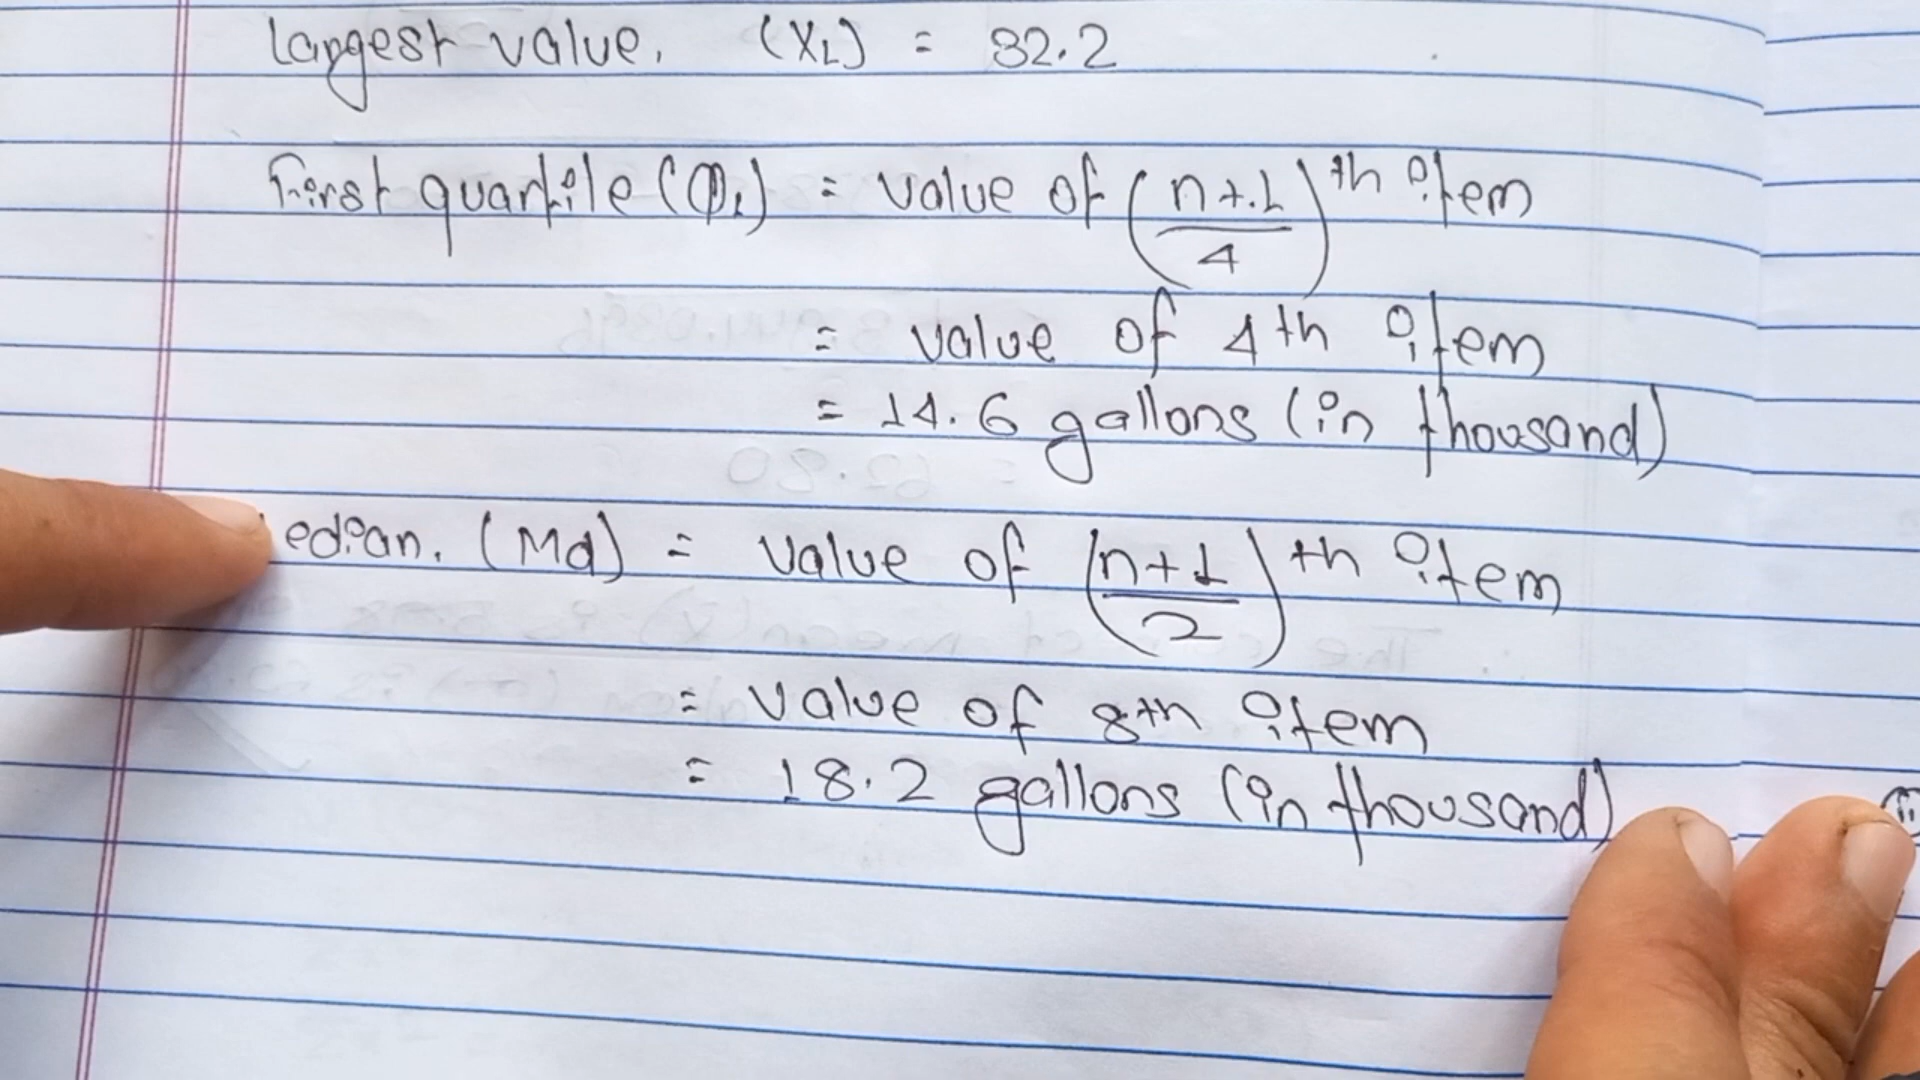 Largest value. (XL) = 32.2
First quartile (Q1) = value of (n+1/4)th item
= value of 4th item
= 14.6 gallons (in thousand)
edian. (Md) = value of (n+1/2)th item
= value of 8th item
= 18.2 gallons (in thousand)